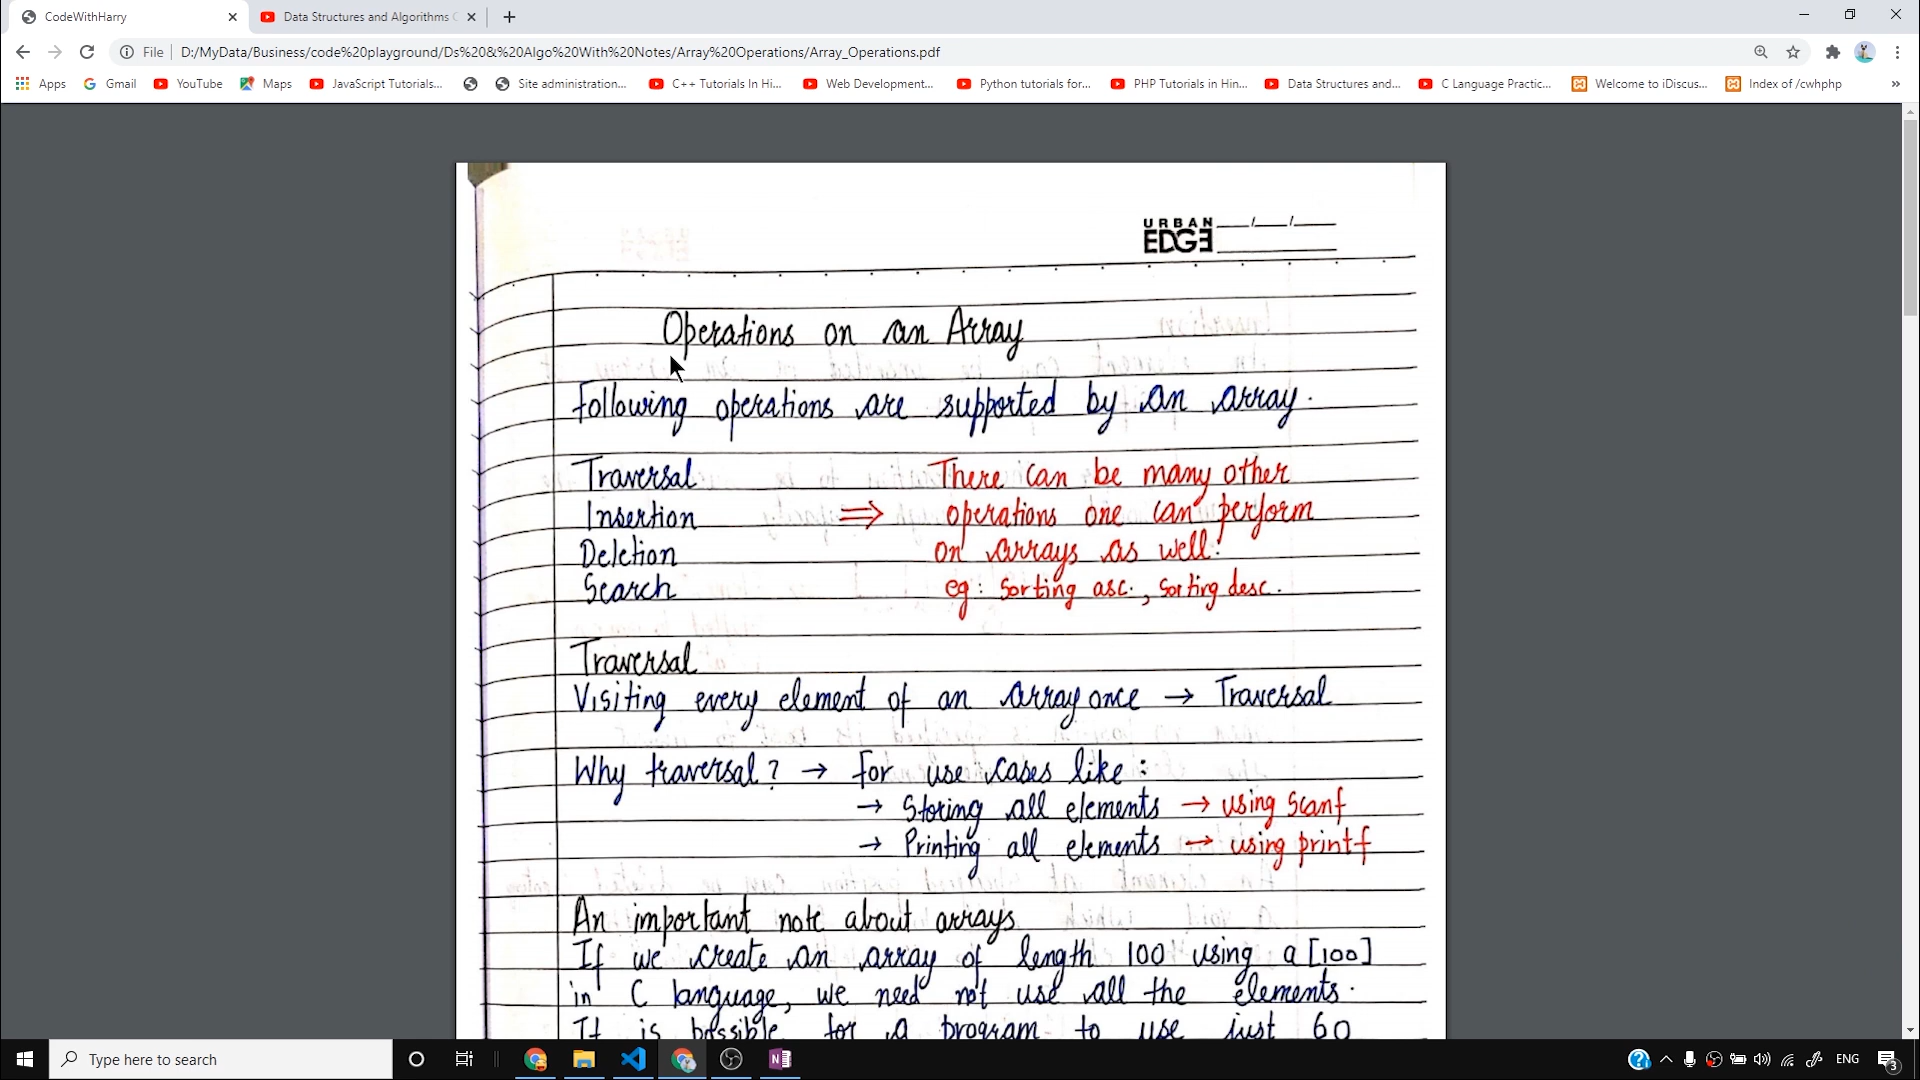 CodeWithHarry
Data Structures and Algorithms
File D:/MyData/Business/code%20playground/Ds%20&%20Algo%20With%20Notes/Array%20Operations/Array_Operations.pdf
Apps Gmail YouTube Maps JavaScript Tutorials... Site administration... C++ Tutorials In Hi... Web Development... Python tutorials for... PHP Tutorials in Hin... Data Structures and... C Language Practic... Welcome to iDiscus... Index of /cwhphp »
URBAN
EDGE
Operations on an Array
Following operations are supported by an array.
Traversal There can be many other
Insertion ⇒ operations one can perform
Deletion on arrays as well!
Search eg: Sorting asc., Sorting desc.
Traversal
Visiting every element of an array once → Traversal
Why traversal? → For use cases like:
→ Storing all elements → using scanf
→ Printing all elements → using printf
An important note about arrays
If we create an array of length 100 using a[100]
in C language, we need not use all the elements.
It is possible for a program to use just 60
Type here to search
ENG
3